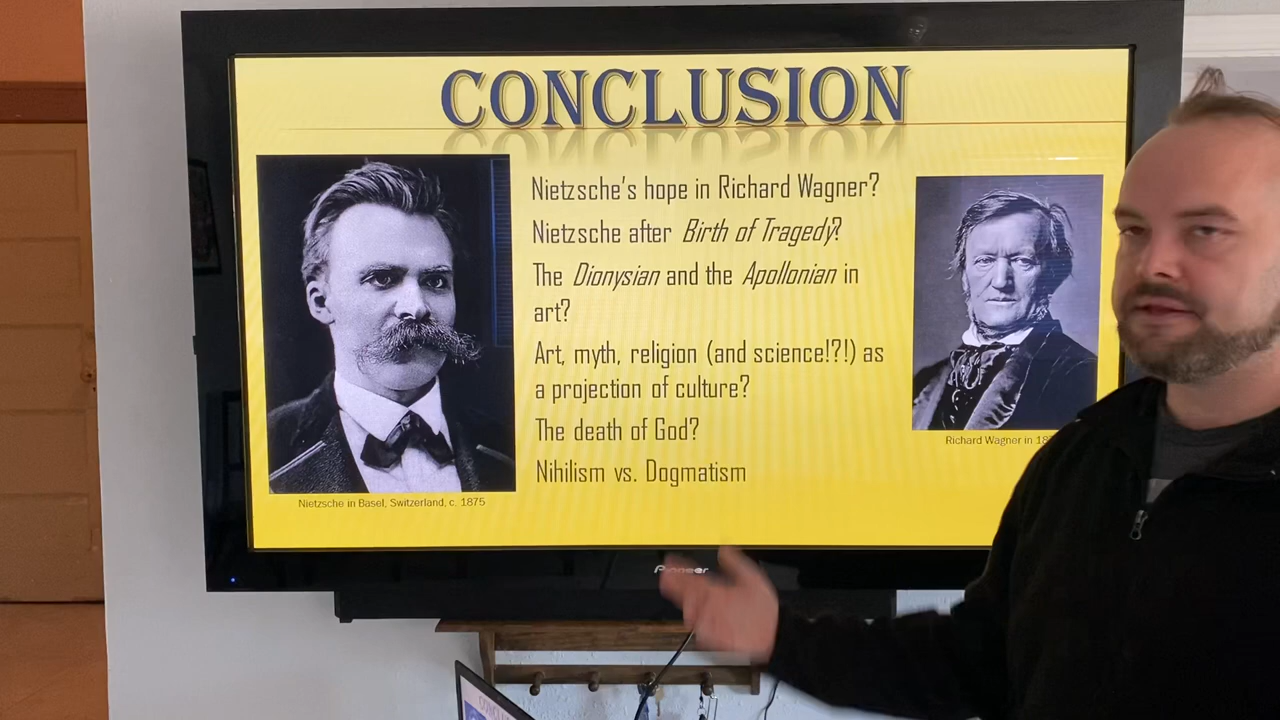 CONCLUSION
Nietzsche's hope in Richard Wagner?
Nietzsche after Birth of Tragedy?
The Dionysian and the Apollonian in
art?
Art, myth, religion (and science!?!) as
a projection of culture?
The death of God?
Nihilism vs. Dogmatism
Nietzsche in Basel, Switzerland, c. 1875
Richard Wagner in
Pioneer